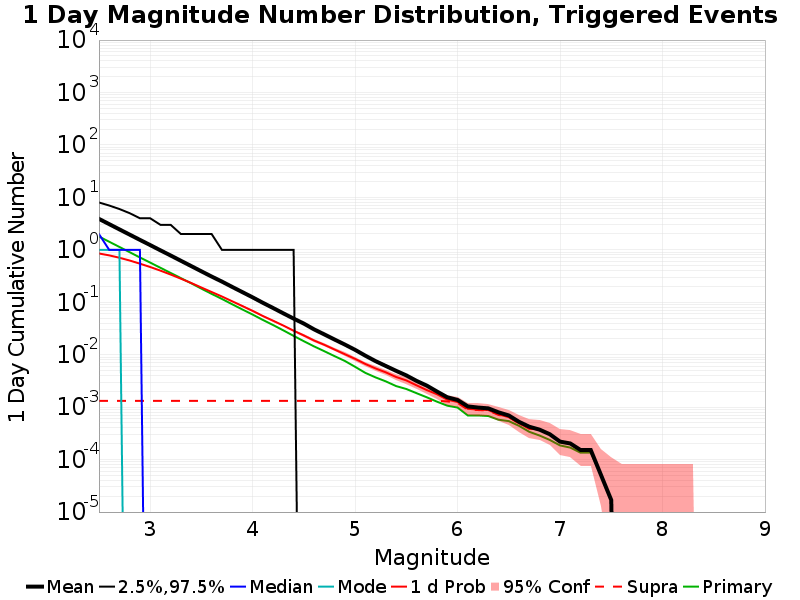 1 Day Magnitude Number Distribution, Triggered Events
10^4
10^3
10^2
10^1
10^0
10^-1
10^-2
10^-3
10^-4
10^-5
1 Day Cumulative Number
3 4 5 6 7 8 9
Magnitude
Mean 2.5%,97.5% Median Mode 1 d Prob 95% Conf Supra Primary